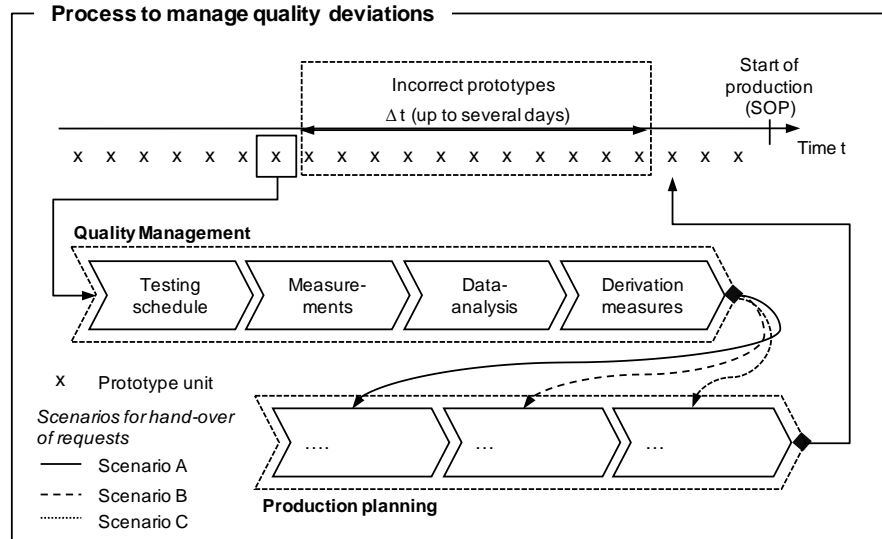 Process to manage quality deviations
Incorrect prototypes
Δ t (up to several days)
Start of
production
(SOP)
Time t
x x x x x x x x x x x x x x x x x x x x x
Quality Management
Testing
schedule
Measure-
ments
Data-
analysis
Derivation
measures
x Prototype unit
Scenarios for hand-over
of requests
Scenario A
Scenario B
Scenario C
....
...
...
Production planning